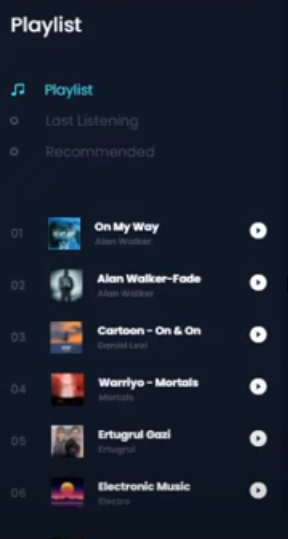 Playlist
Playlist
Last Listening
Recommended
01 On My Way
Alan Walker
02 Alan Walker-Fade
Alan Walker
03 Cartoon - On & On
Daniel Levi
04 Warriyo - Mortals
Mortals
05 Ertugrul Gazi
Ertugrul
06 Electronic Music
Electro